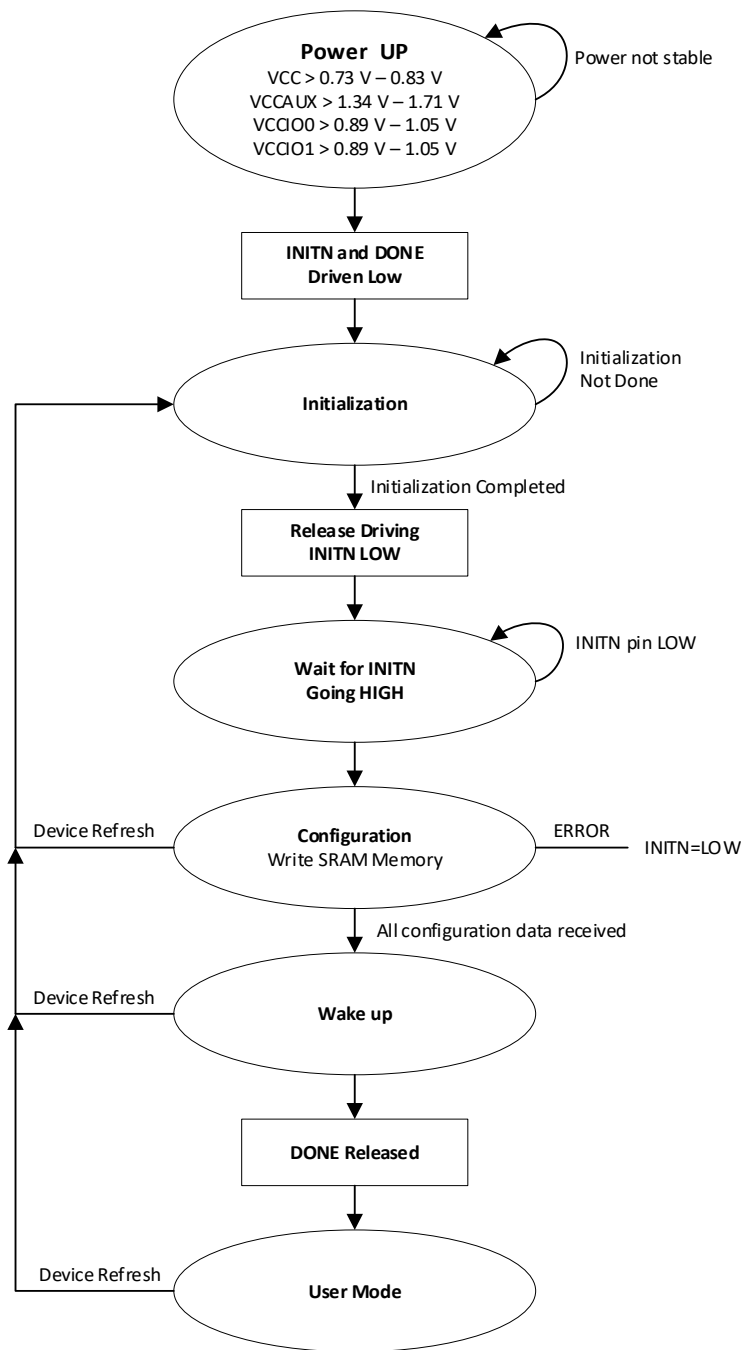 Power UP
VCC > 0.73 V – 0.83 V
VCCAUX > 1.34 V – 1.71 V
VCCIO0 > 0.89 V – 1.05 V
VCCIO1 > 0.89 V – 1.05 V
Power not stable
INITN and DONE
Driven Low
Initialization
Initialization
Not Done
Initialization Completed
Release Driving
INITN LOW
Wait for INITN
Going HIGH
INITN pin LOW
Device Refresh
Configuration
Write SRAM Memory
ERROR
INITN=LOW
All configuration data received
Device Refresh
Wake up
DONE Released
Device Refresh
User Mode